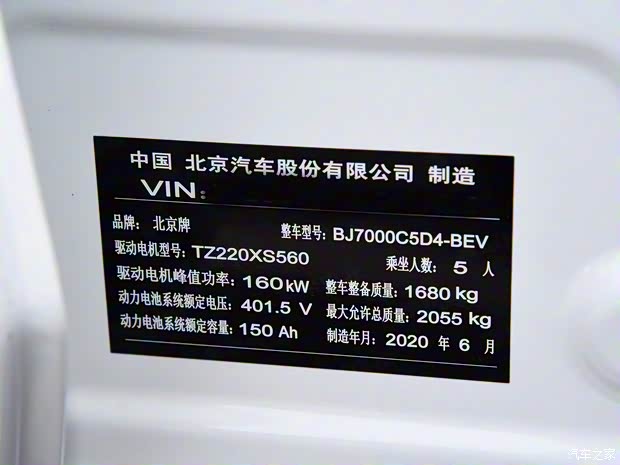 中国 北京汽车股份有限公司 制造
VIN:
品牌: 北京牌 整车型号: BJ7000C5D4-BEV
驱动电机型号: TZ220XS560 乘坐人数: 5 人
驱动电机峰值功率: 160kW 整车整备质量: 1680 kg
动力电池系统额定电压: 401.5 V 最大允许总质量: 2055 kg
动力电池系统额定容量: 150 Ah 制造年月: 2020 年 6 月
汽车之家